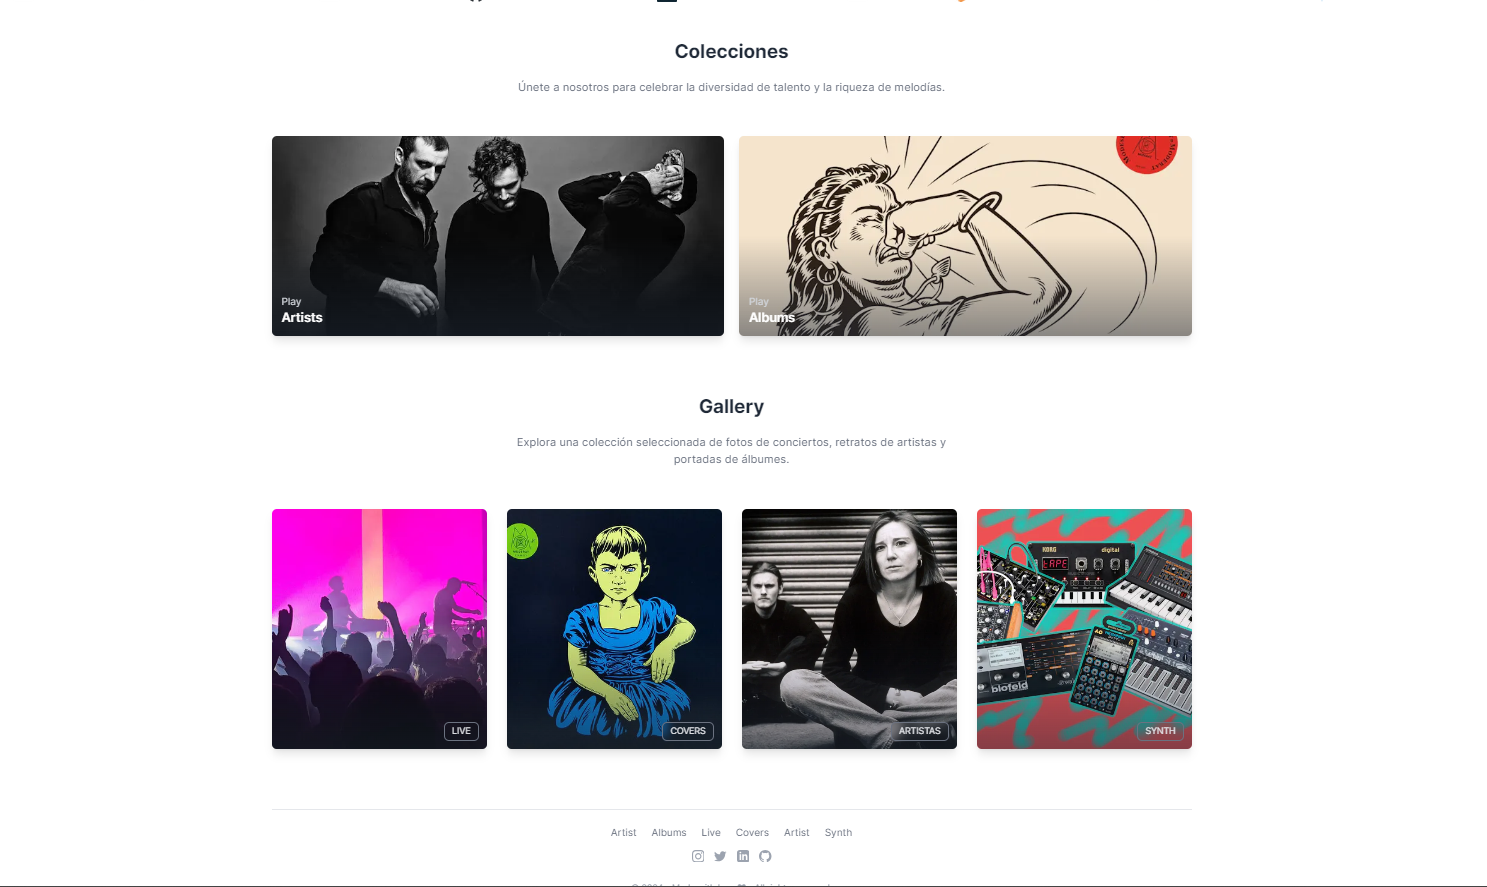 Colecciones
Únete a nosotros para celebrar la diversidad de talento y la riqueza de melodías.
Play
Artists
Play
Albums
Gallery
Explora una colección seleccionada de fotos de conciertos, retratos de artistas y
portadas de álbumes.
KORG
digital
TAPE
blofeld
LIVE
COVERS
ARTISTAS
SYNTH
Artist Albums Live Covers Artist Synth